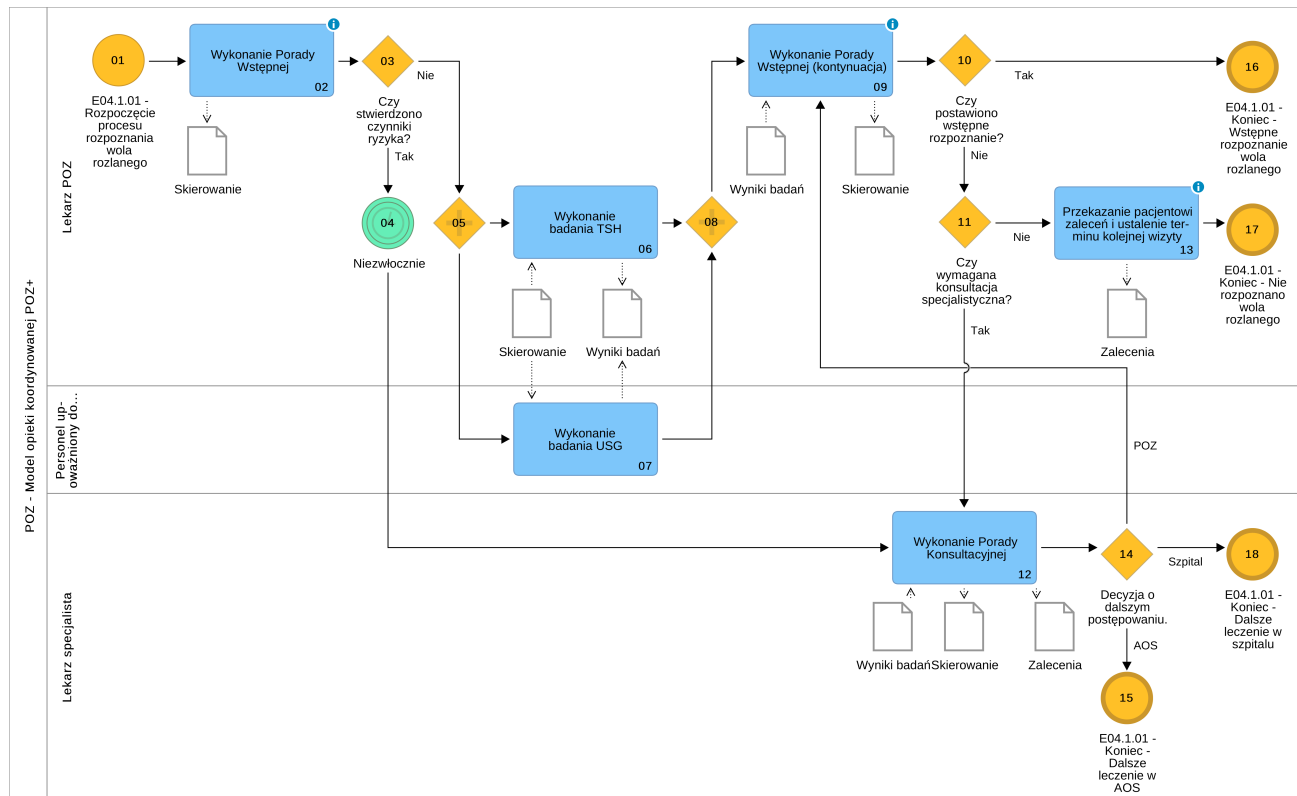 POZ - Model opieki koordynowanej POZ+
Lekarz POZ
01
E04.1.01 -
Rozpoczęcie
procesu
rozpoznania
wola
rozlanego
Wykonanie Porady
Wstępnej
02
i
Skierowanie
03
Nie
Czy
stwierdzono
czynniki
ryzyka?
Tak
04
Niezwłocznie
05
Wykonanie
badania TSH
06
Skierowanie
Wyniki badań
08
Wykonanie Porady
Wstępnej (kontynuacja)
09
i
Wyniki badań
Skierowanie
10
Tak
Czy
postawiono
wstępne
rozpoznanie?
Nie
16
E04.1.01 -
Koniec -
Wstępne
rozpoznanie
wola
rozlanego
11
Nie
Czy
wymagana
konsultacja
specjalistyczna?
Tak
Przekazanie pacjentowi
zaleceń i ustalenie ter-
minu kolejnej wizyty
13
i
Zalecenia
17
E04.1.01 -
Koniec - Nie
rozpoznano
wola
rozlanego
Personel up-
oważniony do...
Wykonanie
badania USG
07
POZ
Lekarz specjalista
Wykonanie Porady
Konsultacyjnej
12
Wyniki badań
Skierowanie
Zalecenia
14
Szpital
Decyzja o
dalszym
postępowaniu.
AOS
18
E04.1.01 -
Koniec -
Dalsze
leczenie w
szpitalu
15
E04.1.01 -
Koniec -
Dalsze
leczenie w
AOS